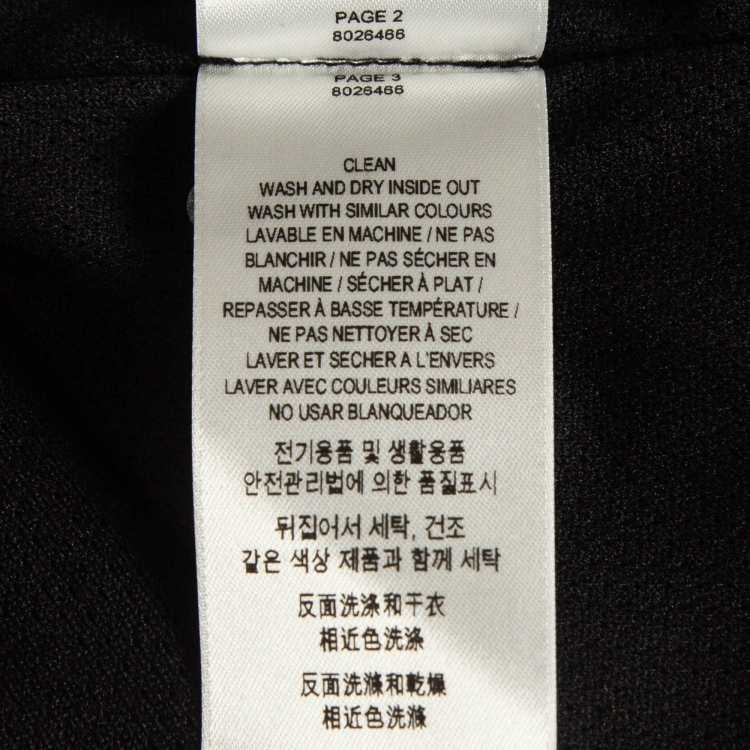 PAGE 2
8026466
PAGE 3
8026466
CLEAN
WASH AND DRY INSIDE OUT
WASH WITH SIMILAR COLOURS
LAVABLE EN MACHINE / NE PAS
BLANCHIR / NE PAS SÉCHER EN
MACHINE / SÉCHER À PLAT /
REPASSER À BASSE TEMPÉRATURE /
NE PAS NETTOYER À SEC
LAVER ET SECHER A L'ENVERS
LAVER AVEC COULEURS SIMILIARES
NO USAR BLANQUEADOR
전기용품 및 생활용품
안전관리법에 의한 품질표시
뒤집어서 세탁, 건조
같은 색상 제품과 함께 세탁
反面洗涤和干衣
相近色洗涤
反面洗滌和乾燥
相近色洗滌